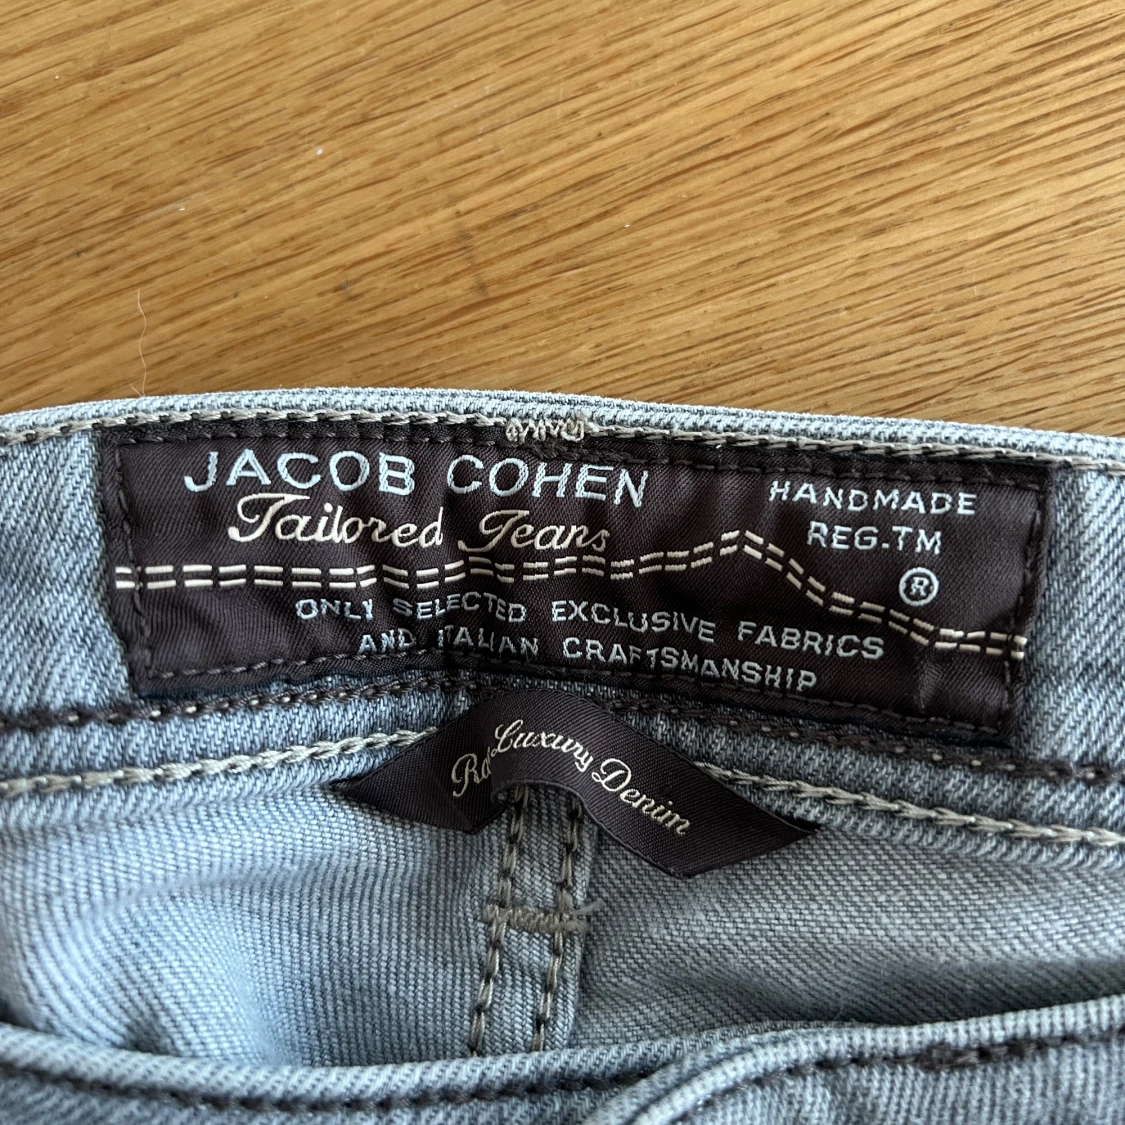 JACOB COHEN
Tailored Jeans
HANDMADE
REG.TM
®
ONLY SELECTED EXCLUSIVE FABRICS
AND ITALIAN CRAFTSMANSHIP
Luxury Denim